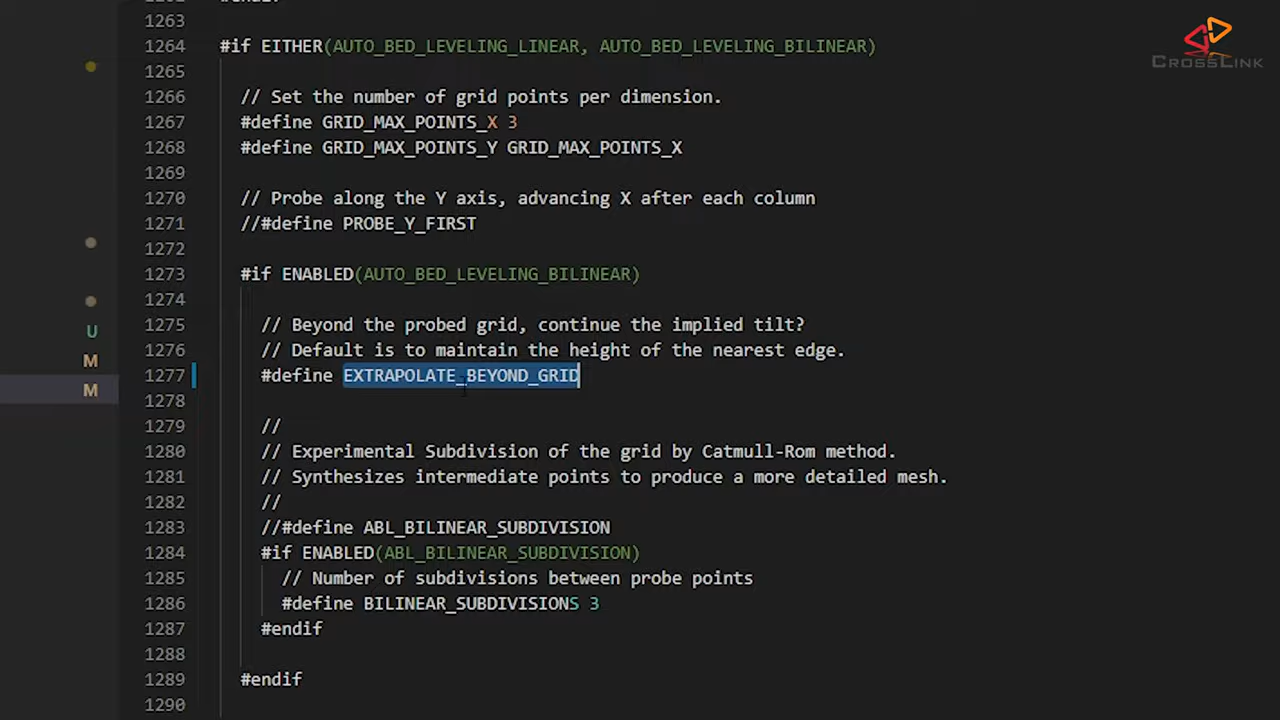 CROSSLINK
1263
1264 #if EITHER(AUTO_BED_LEVELING_LINEAR, AUTO_BED_LEVELING_BILINEAR)
1265
1266 // Set the number of grid points per dimension.
1267 #define GRID_MAX_POINTS_X 3
1268 #define GRID_MAX_POINTS_Y GRID_MAX_POINTS_X
1269
1270 // Probe along the Y axis, advancing X after each column
1271 //#define PROBE_Y_FIRST
1272
1273 #if ENABLED(AUTO_BED_LEVELING_BILINEAR)
1274
1275 // Beyond the probed grid, continue the implied tilt?
U
1276 // Default is to maintain the height of the nearest edge.
M
1277 #define EXTRAPOLATE_BEYOND_GRID
M
1278
1279 //
1280 // Experimental Subdivision of the grid by Catmull-Rom method.
1281 // Synthesizes intermediate points to produce a more detailed mesh.
1282 //
1283 //#define ABL_BILINEAR_SUBDIVISION
1284 #if ENABLED(ABL_BILINEAR_SUBDIVISION)
1285 // Number of subdivisions between probe points
1286 #define BILINEAR_SUBDIVISIONS 3
1287 #endif
1288
1289 #endif
1290